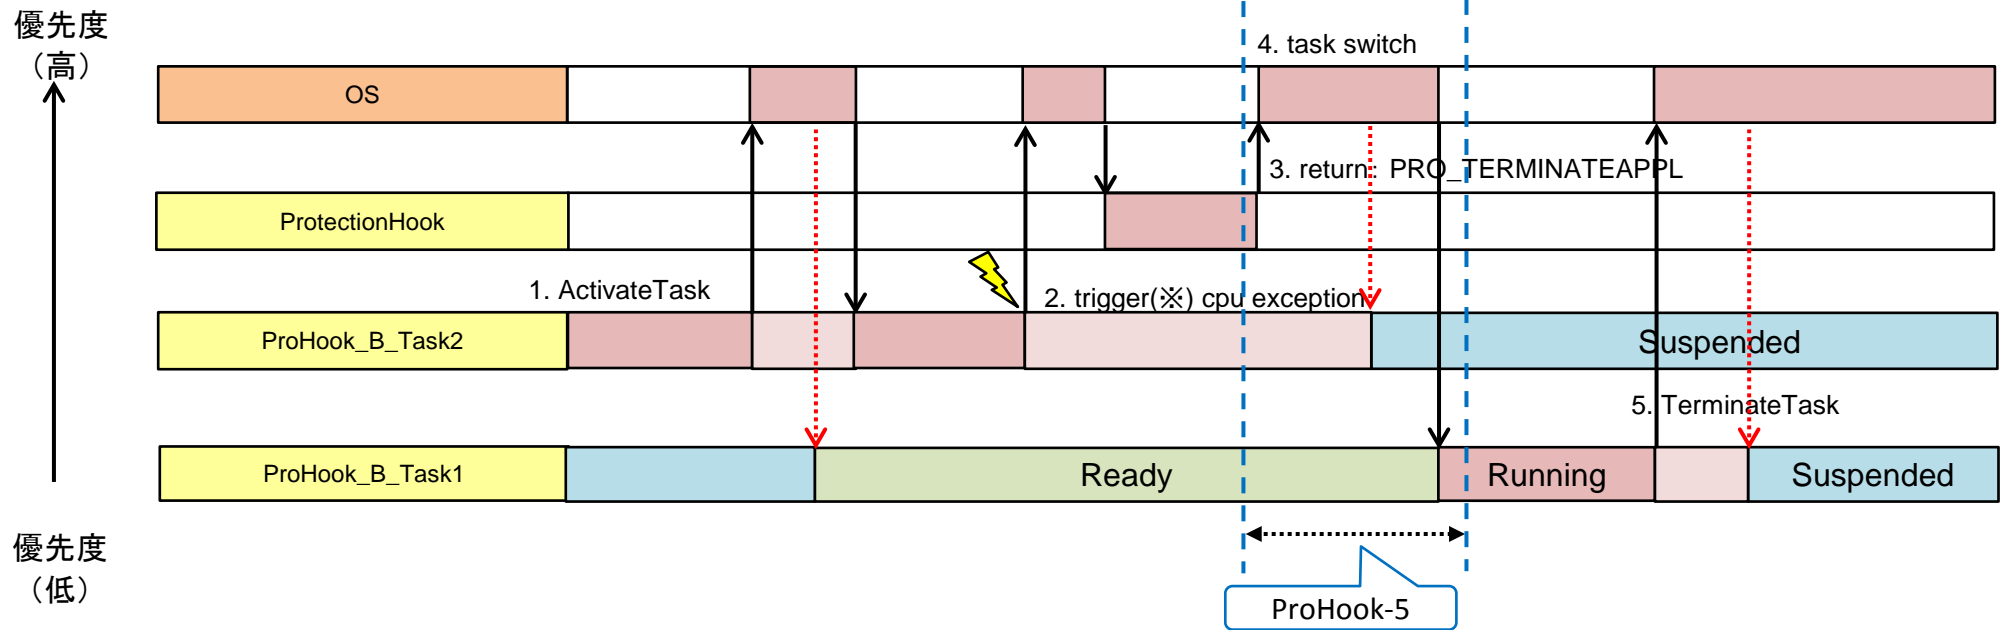 優先度
（高）
4. task switch
OS
3. return：PRO_TERMINATEAPPL
ProtectionHook
1. ActivateTask
2. trigger(※) cpu exception
ProHook_B_Task2
Suspended
5. TerminateTask
ProHook_B_Task1
Ready
Running
Suspended
優先度
（低）
ProHook-5